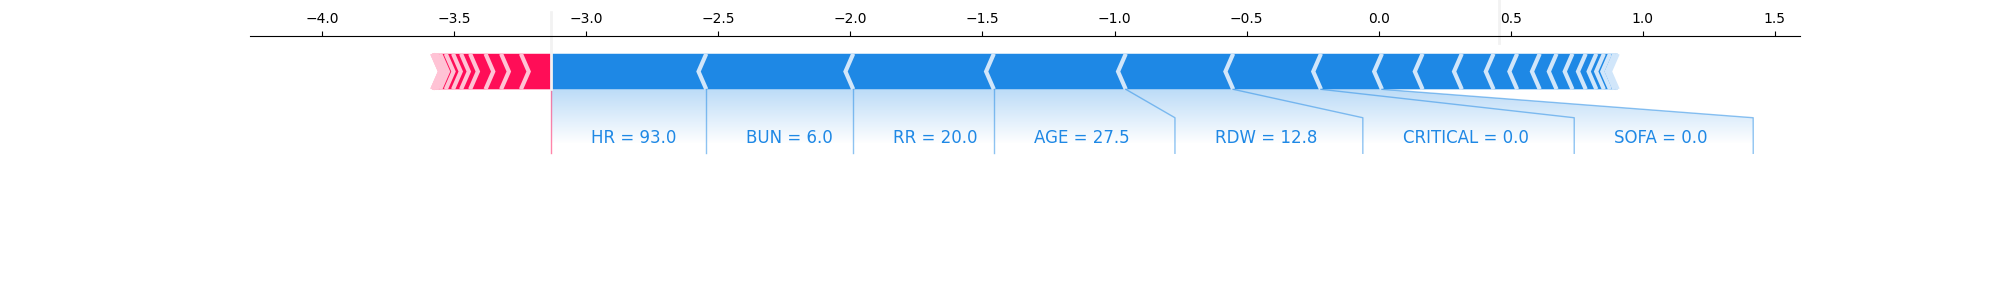 −4.0 −3.5 −3.0 −2.5 −2.0 −1.5 −1.0 −0.5 0.0 0.5 1.0 1.5
HR = 93.0 BUN = 6.0 RR = 20.0 AGE = 27.5 RDW = 12.8 CRITICAL = 0.0 SOFA = 0.0